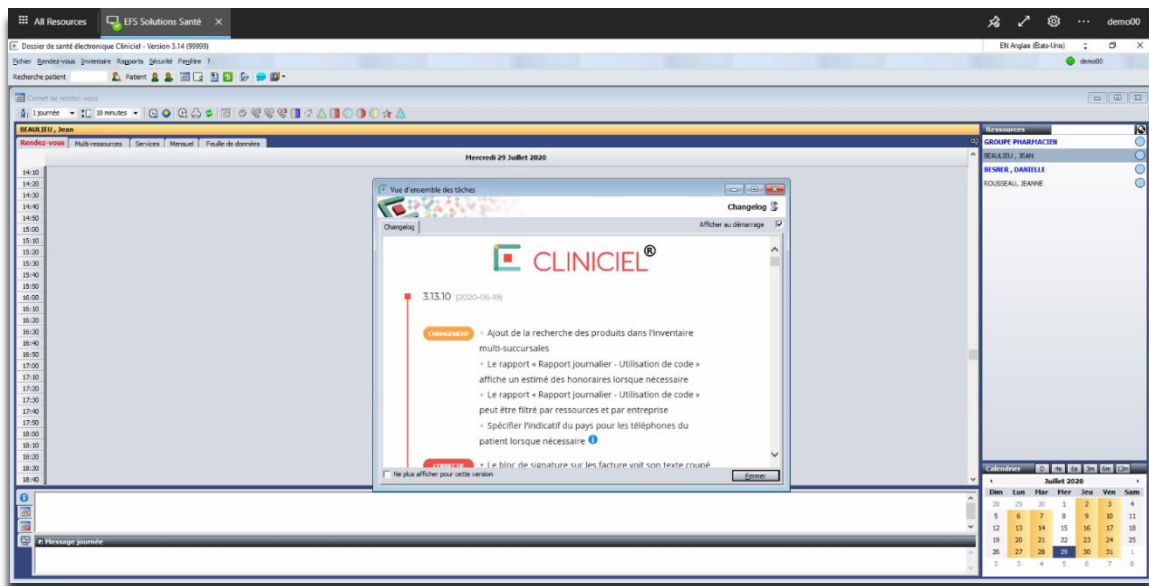 All Resources
EFS Solutions Santé
demo00
Dossier de santé électronique Cliniciel - Version 3.14 (99999)
EN Anglais (États-Unis)
Fichier Rendez-vous Inventaire Rapports Sécurité Fenêtre ?
demo00
Recherche patient
Patient
Carnet de rendez-vous
1 journée
10 minutes
BEAULIEU , Jean
Rendez-vous
Multi-ressources
Services
Mensuel
Feuille de données
Mercredi 29 Juillet 2020
14:10
14:20
14:30
14:40
14:50
15:00
15:10
15:20
15:30
15:40
15:50
16:00
16:10
16:20
16:30
16:40
16:50
17:00
17:10
17:20
17:30
17:40
17:50
18:00
18:10
18:20
18:30
18:40
Vue d'ensemble des tâches
Changelog
Changelog
Afficher au démarrage
CLINICIEL®
3.13.10 (2020-06-19)
CHANGEMENT
• Ajout de la recherche des produits dans l'inventaire
multi-succursales
• Le rapport « Rapport journalier - Utilisation de code »
affiche un estimé des honoraires lorsque nécessaire
• Le rapport « Rapport journalier - Utilisation de code »
peut être filtré par ressources et par entreprise
• Spécifier l'indicatif du pays pour les téléphones du
patient lorsque nécessaire
• Le bloc de signature sur les facture voit son texte coupé
Ne plus afficher pour cette version
Fermer
Message journée
Ressources
GROUPE PHARMACIEN
BEAULIEU , JEAN
BESNER , DANIELLE
ROUSSEAU, JEANNE
Calendrier
Juillet 2020
Dim Lun Mar Mer Jeu Ven Sam
28 29 30 1 2 3 4
5 6 7 8 9 10 11
12 13 14 15 16 17 18
19 20 21 22 23 24 25
26 27 28 29 30 31 1
2 3 4 5 6 7 8